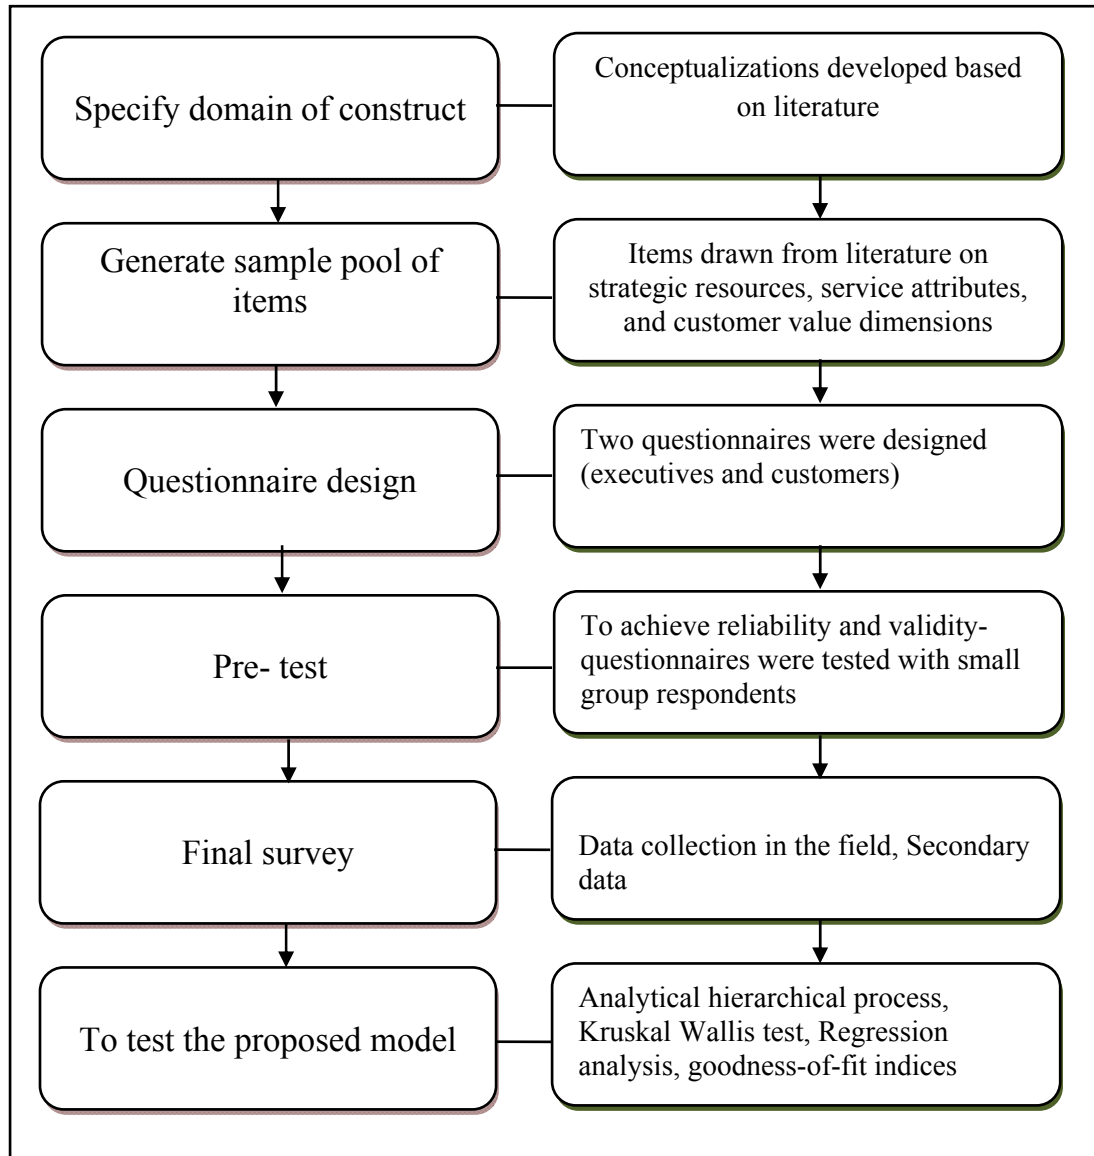 Specify domain of construct
Conceptualizations developed based
on literature
Generate sample pool of
items
Items drawn from literature on
strategic resources, service attributes,
and customer value dimensions
Questionnaire design
Two questionnaires were designed
(executives and customers)
Pre- test
To achieve reliability and validity-
questionnaires were tested with small
group respondents
Final survey
Data collection in the field, Secondary
data
To test the proposed model
Analytical hierarchical process,
Kruskal Wallis test, Regression
analysis, goodness-of-fit indices